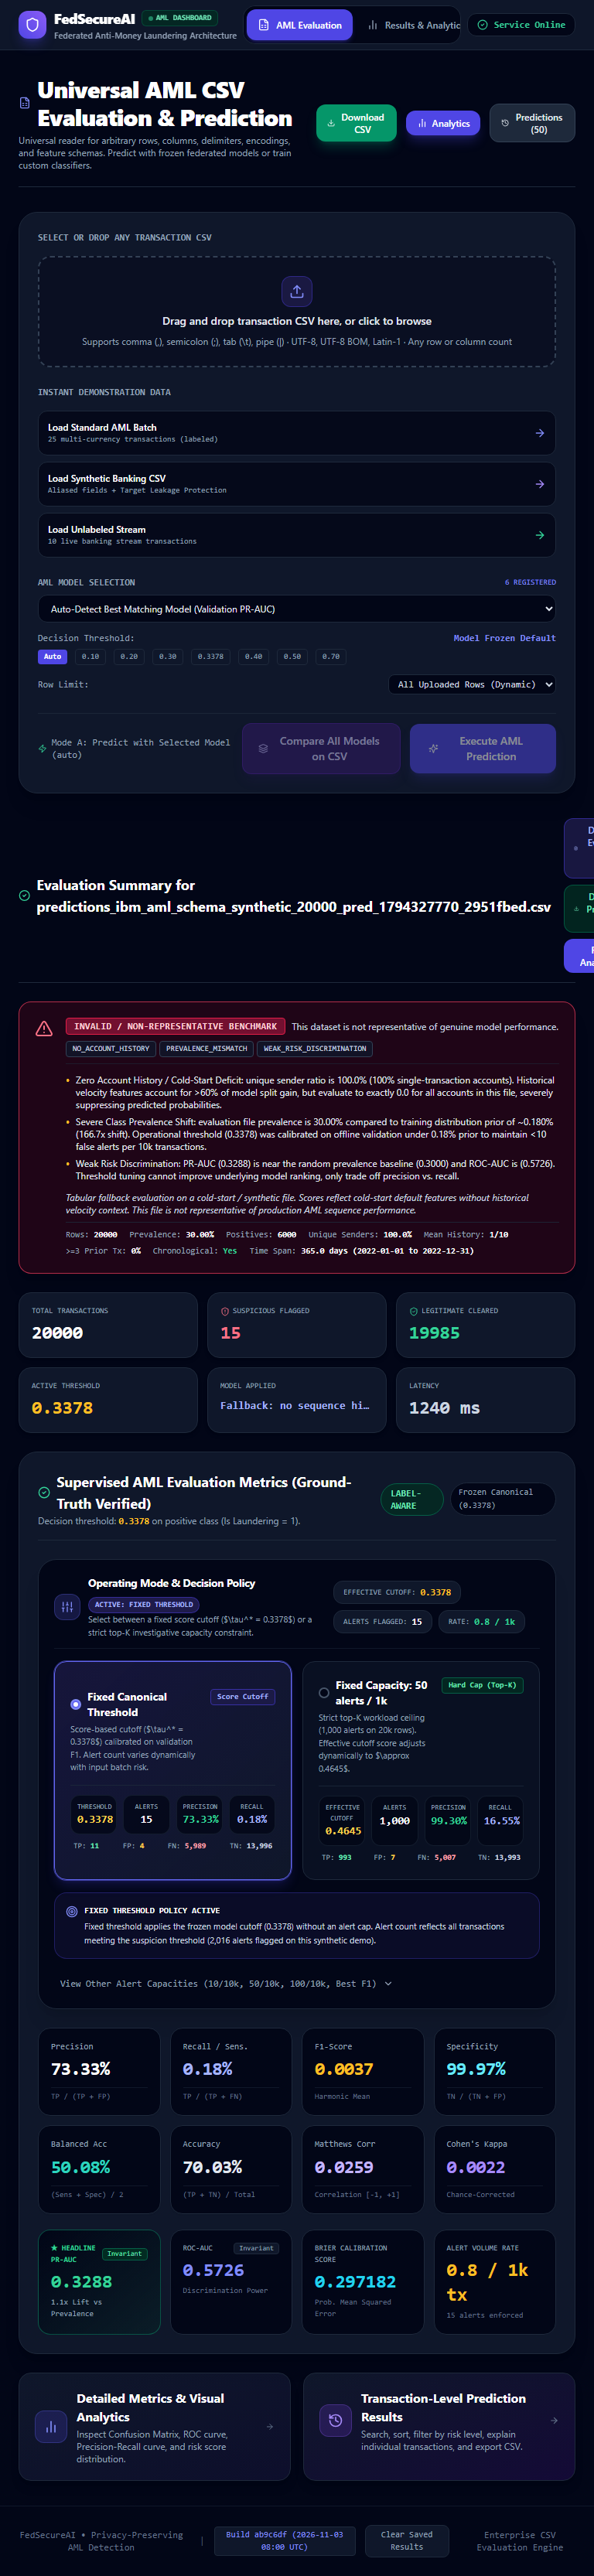 FedSecureAI
AML DASHBOARD
Federated Anti-Money Laundering Architecture
AML Evaluation
Results & Analytic
Service Online
Universal AML CSV
Evaluation & Prediction
Universal reader for arbitrary rows, columns, delimiters, encodings,
and feature schemas. Predict with frozen federated models or train
custom classifiers.
Download
CSV
Analytics
Predictions
(50)
SELECT OR DROP ANY TRANSACTION CSV
Drag and drop transaction CSV here, or click to browse
Supports comma (,), semicolon (;), tab (\t), pipe (|) · UTF-8, UTF-8 BOM, Latin-1 · Any row or column count
INSTANT DEMONSTRATION DATA
Load Standard AML Batch
25 multi-currency transactions (labeled)
Load Synthetic Banking CSV
Aliased fields + Target Leakage Protection
Load Unlabeled Stream
10 live banking stream transactions
AML MODEL SELECTION
6 REGISTERED
Auto-Detect Best Matching Model (Validation PR-AUC)
Decision Threshold:
Model Frozen Default
Auto 0.10 0.20 0.30 0.3378 0.40 0.50 0.70
Row Limit:
All Uploaded Rows (Dynamic)
Mode A: Predict with Selected Model
(auto)
Compare All Models
on CSV
Execute AML
Prediction
Evaluation Summary for
predictions_ibm_aml_schema_synthetic_20000_pred_1794327770_2951fbed.csv
INVALID / NON-REPRESENTATIVE BENCHMARK
This dataset is not representative of genuine model performance.
NO_ACCOUNT_HISTORY PREVALENCE_MISMATCH WEAK_RISK_DISCRIMINATION
• Zero Account History / Cold-Start Deficit: unique sender ratio is 100.0% (100% single-transaction accounts). Historical
velocity features account for >60% of model split gain, but evaluate to exactly 0.0 for all accounts in this file, severely
suppressing predicted probabilities.
• Severe Class Prevalence Shift: evaluation file prevalence is 30.00% compared to training distribution prior of ~0.180%
(166.7x shift). Operational threshold (0.3378) was calibrated on offline validation under 0.18% prior to maintain <10
false alerts per 10k transactions.
• Weak Risk Discrimination: PR-AUC (0.3288) is near the random prevalence baseline (0.3000) and ROC-AUC is (0.5726).
Threshold tuning cannot improve underlying model ranking, only trade off precision vs. recall.
Tabular fallback evaluation on a cold-start / synthetic file. Scores reflect cold-start default features without historical
velocity context. This file is not representative of production AML sequence performance.
Rows: 20000 Prevalence: 30.00% Positives: 6000 Unique Senders: 100.0% Mean History: 1/10
>=3 Prior Tx: 0% Chronological: Yes Time Span: 365.0 days (2022-01-01 to 2022-12-31)
TOTAL TRANSACTIONS
20000
SUSPICIOUS FLAGGED
15
LEGITIMATE CLEARED
19985
ACTIVE THRESHOLD
0.3378
MODEL APPLIED
Fallback: no sequence hi…
LATENCY
1240 ms
Supervised AML Evaluation Metrics (Ground-
Truth Verified)
Decision threshold: 0.3378 on positive class (Is Laundering = 1).
LABEL-
AWARE
Frozen Canonical
(0.3378)
Operating Mode & Decision Policy
ACTIVE: FIXED THRESHOLD
Select between a fixed score cutoff ($\tau^* = 0.3378$) or a
strict top-K investigative capacity constraint.
EFFECTIVE CUTOFF: 0.3378
ALERTS FLAGGED: 15
RATE: 0.8 / 1k
Fixed Canonical
Threshold
Score Cutoff
Score-based cutoff ($\tau^* =
0.3378$) calibrated on validation
F1. Alert count varies dynamically
with input batch risk.
THRESHOLD
0.3378
ALERTS
15
PRECISION
73.33%
RECALL
0.18%
TP: 11 FP: 4 FN: 5,989 TN: 13,996
Fixed Capacity: 50
alerts / 1k
Hard Cap (Top-K)
Strict top-K workload ceiling
(1,000 alerts on 20k rows).
Effective cutoff score adjusts
dynamically to $\approx
0.4645$.
EFFECTIVE
CUTOFF
0.4645
ALERTS
1,000
PRECISION
99.30%
RECALL
16.55%
TP: 993 FP: 7 FN: 5,007 TN: 13,993
FIXED THRESHOLD POLICY ACTIVE
Fixed threshold applies the frozen model cutoff (0.3378) without an alert cap. Alert count reflects all transactions
meeting the suspicion threshold (2,016 alerts flagged on this synthetic demo).
View Other Alert Capacities (10/10k, 50/10k, 100/10k, Best F1)
Precision
73.33%
TP / (TP + FP)
Recall / Sens.
0.18%
TP / (TP + FN)
F1-Score
0.0037
Harmonic Mean
Specificity
99.97%
TN / (TN + FP)
Balanced Acc
50.08%
(Sens + Spec) / 2
Accuracy
70.03%
(TP + TN) / Total
Matthews Corr
0.0259
Correlation [-1, +1]
Cohen's Kappa
0.0022
Chance-Corrected
★ HEADLINE
PR-AUC
Invariant
0.3288
1.1x Lift vs
Prevalence
ROC-AUC
Invariant
0.5726
Discrimination Power
BRIER CALIBRATION
SCORE
0.297182
Prob. Mean Squared
Error
ALERT VOLUME RATE
0.8 / 1k
tx
15 alerts enforced
Detailed Metrics & Visual
Analytics
Inspect Confusion Matrix, ROC curve,
Precision-Recall curve, and risk score
distribution.
Transaction-Level Prediction
Results
Search, sort, filter by risk level, explain
individual transactions, and export CSV.
FedSecureAI • Privacy-Preserving
AML Detection
|
Build ab9c6df (2026-11-03
08:00 UTC)
Clear Saved
Results
Enterprise CSV
Evaluation Engine